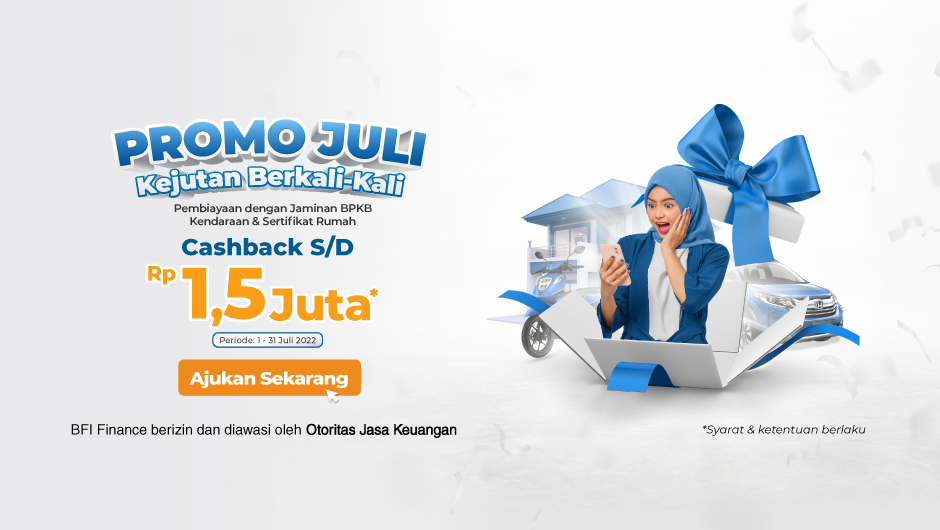 PROMO JULI
Kejutan Berkali-Kali
Pembiayaan dengan Jaminan BPKB
Kendaraan & Sertifikat Rumah
Cashback S/D
Rp 1,5 Juta*
Periode: 1 - 31 Juli 2022
Ajukan Sekarang
BFI Finance berizin dan diawasi oleh Otoritas Jasa Keuangan
*Syarat & ketentuan berlaku